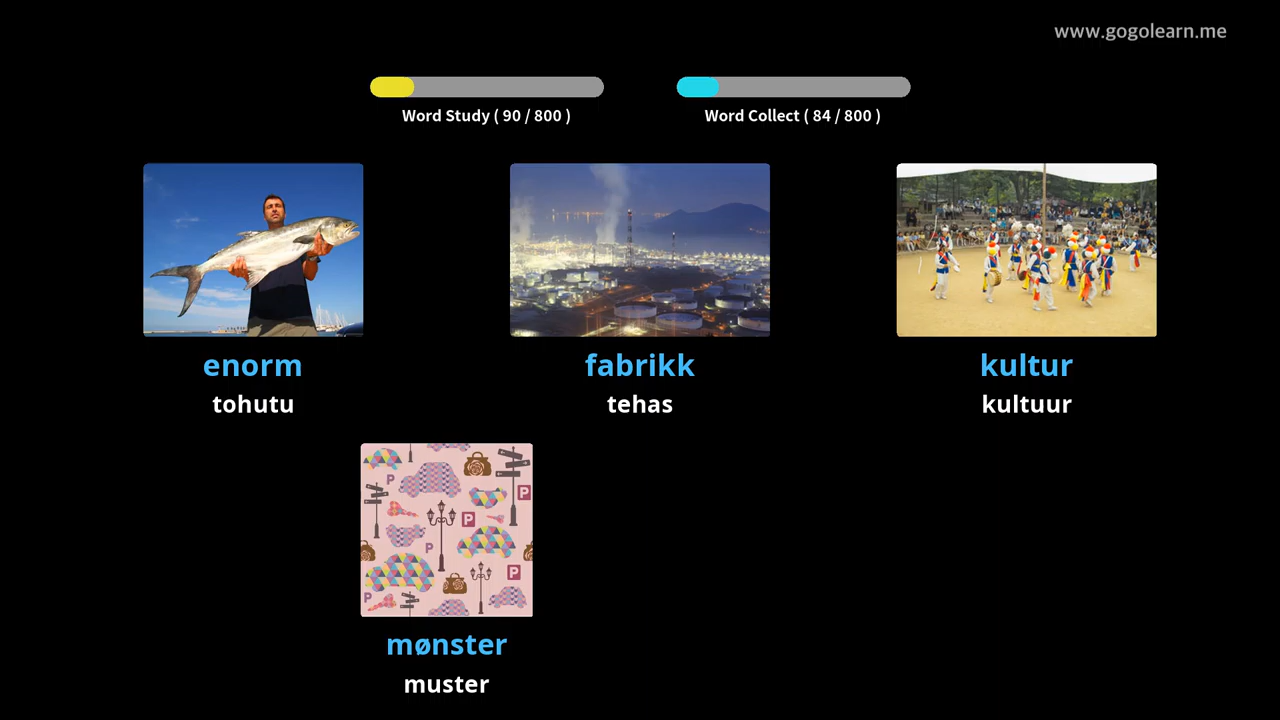 www.gogolearn.me
Word Study ( 90 / 800 )
Word Collect ( 84 / 800 )
enorm
fabrikk
kultur
tohutu
tehas
kultuur
P
P
P
P
P
P
mønster
muster